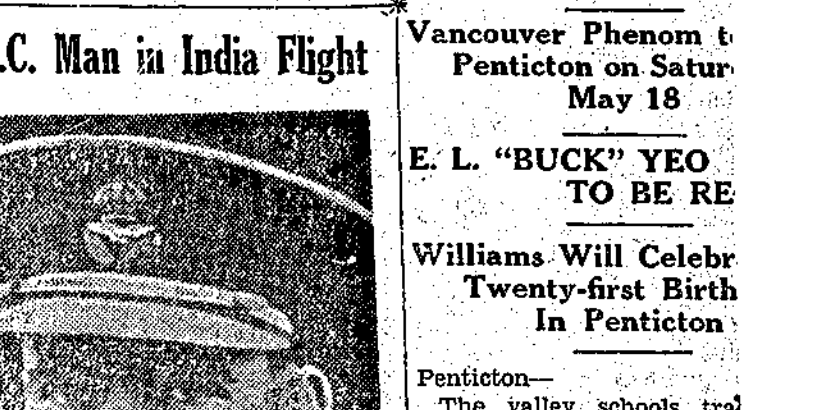 .C. Man in India Flight
Vancouver Phenom t
Penticton on Satur
May 18
E. L. "BUCK" YEO
TO BE RE
Williams Will Celebr
Twenty-first Birth
In Penticton
Penticton—
The valley schools tra